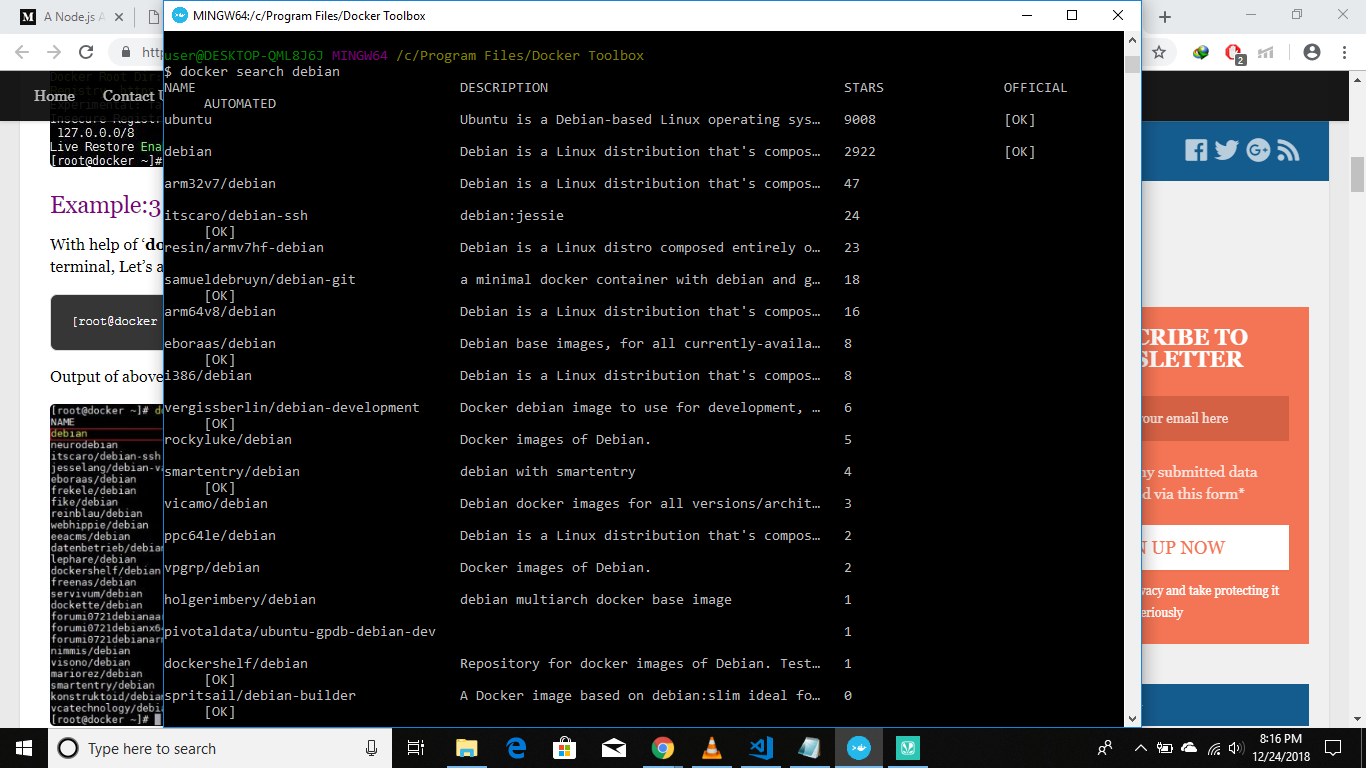 A Node.js A
MINGW64:/c/Program Files/Docker Toolbox
user@DESKTOP-QML8J6J MINGW64 /c/Program Files/Docker Toolbox
$ docker search debian
NAME DESCRIPTION STARS OFFICIAL
AUTOMATED
ubuntu Ubuntu is a Debian-based Linux operating sys… 9008 [OK]
debian Debian is a Linux distribution that's compos… 2922 [OK]
arm32v7/debian Debian is a Linux distribution that's compos… 47
itscaro/debian-ssh debian:jessie 24
[OK]
resin/armv7hf-debian Debian is a Linux distro composed entirely o… 23
samueldebruyn/debian-git a minimal docker container with debian and g… 18
[OK]
arm64v8/debian Debian is a Linux distribution that's compos… 16
eboraas/debian Debian base images, for all currently-availa… 8
[OK]
i386/debian Debian is a Linux distribution that's compos… 8
vergissberlin/debian-development Docker debian image to use for development, … 6
[OK]
rockyluke/debian Docker images of Debian. 5
smartentry/debian debian with smartentry 4
[OK]
vicamo/debian Debian docker images for all versions/archit… 3
ppc64le/debian Debian is a Linux distribution that's compos… 2
vpgrp/debian Docker images of Debian. 2
holgerimbery/debian debian multiarch docker base image 1
pivotaldata/ubuntu-gpdb-debian-dev 1
dockershelf/debian Repository for docker images of Debian. Test… 1
[OK]
spritsail/debian-builder A Docker image based on debian:slim ideal fo… 0
[OK]
htt
2
Home Contact U
Docker Root Dir:
Insecure Registr
127.0.0.0/8
Live Restore Ena
[root@docker ~]#
Example:3
With help of ‘do
terminal, Let’s a
[root@docker
Output of above
[root@docker ~]# do
NAME
debian
neurodebian
itscaro/debian-ssh
jesselang/debian-va
eboraas/debian
frekele/debian
fike/debian
reinblau/debian
webhippie/debian
eeacms/debian
datenbetrieb/debian
lephare/debian
dockershelf/debian
freenas/debian
servivum/debian
dockette/debian
forumi0721debianaar
forumi0721debianx64
forumi0721debianarm
nimmis/debian
visono/debian
mariorez/debian
smartentry/debian
konstruktoid/debian
vcatechnology/debia
[root@docker ~]#
CRIBE TO
SLETTER
your email here
ny submitted data
d via this form*
N UP NOW
vacy and take protecting it
eriously
Type here to search
8:16 PM
12/24/2018